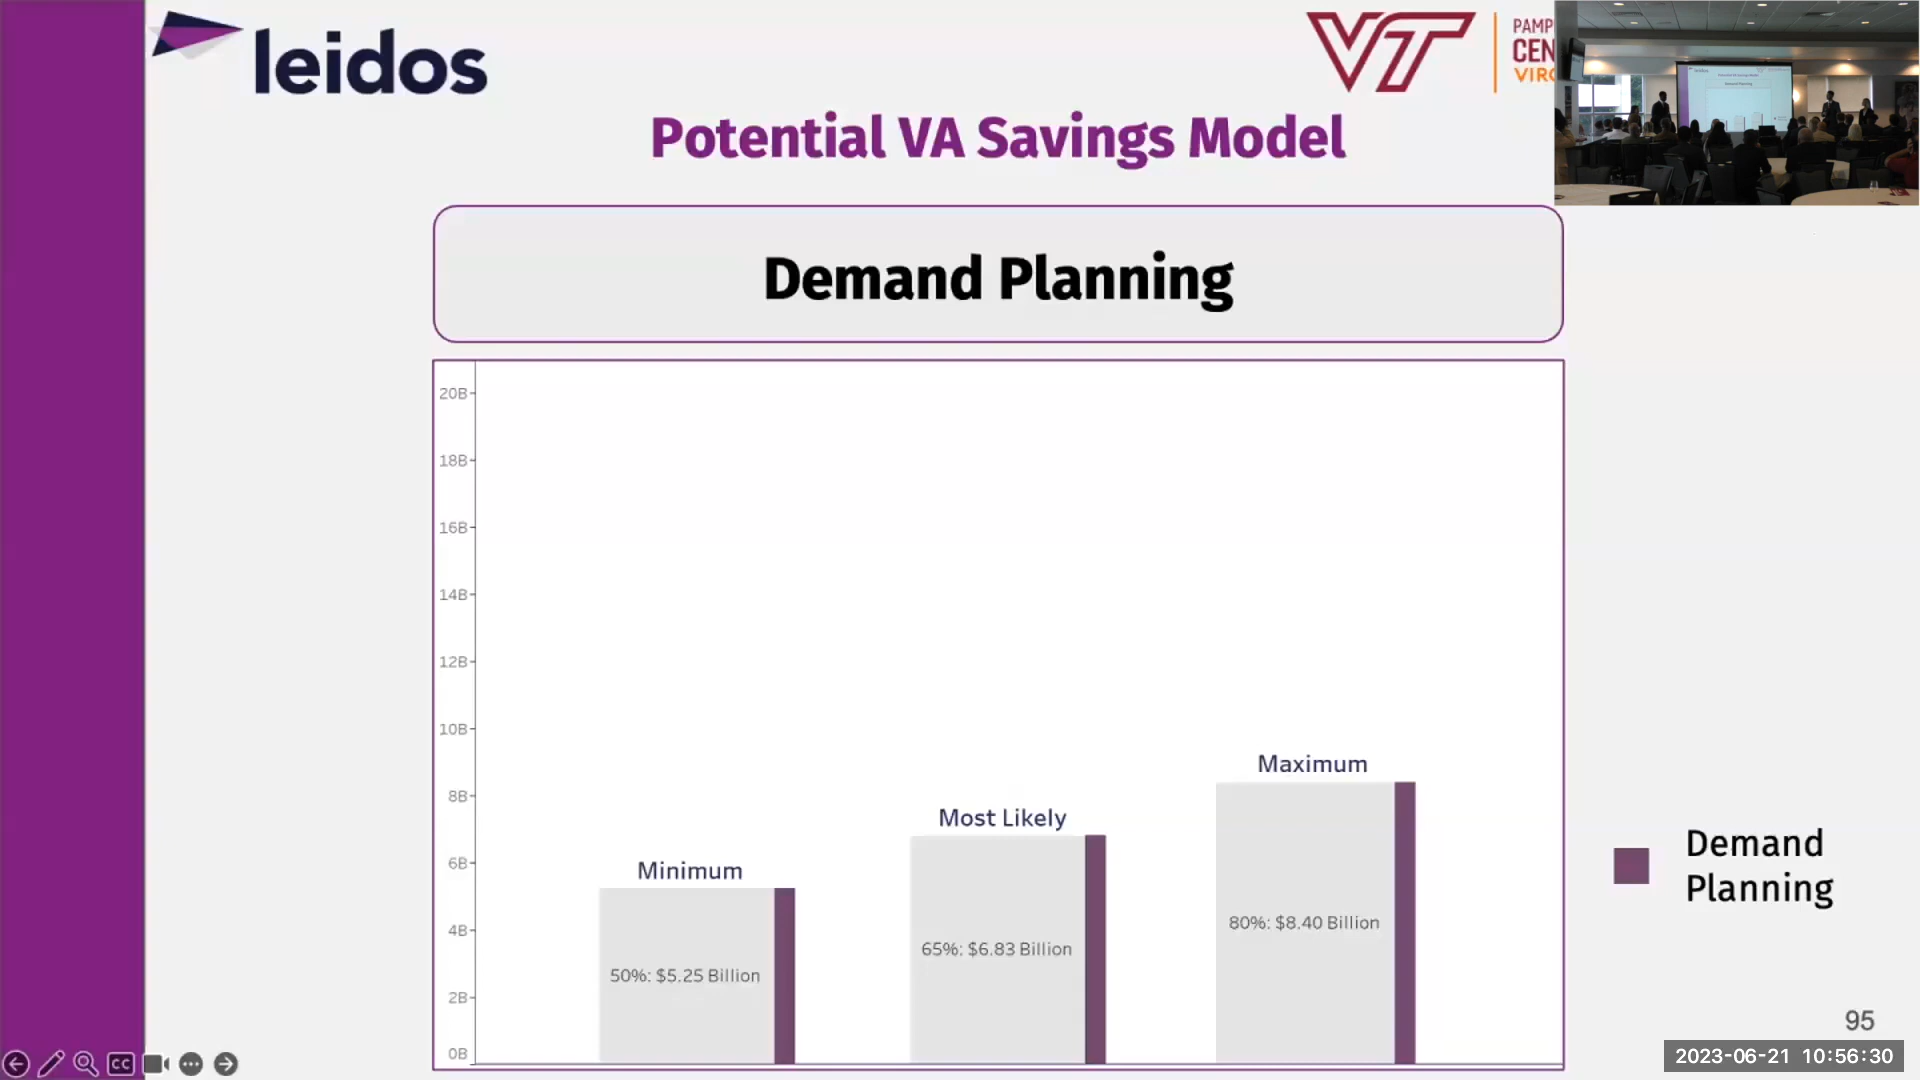 leidos
VT
PAMP
CEN
VIRG
Potential VA Savings Model
Demand Planning
20B
18B
16B
14B
12B
10B
8B
6B
4B
2B
0B
Minimum
50%: $5.25 Billion
Most Likely
65%: $6.83 Billion
Maximum
80%: $8.40 Billion
Demand
Planning
95
CC
2023-06-21 10:56:30